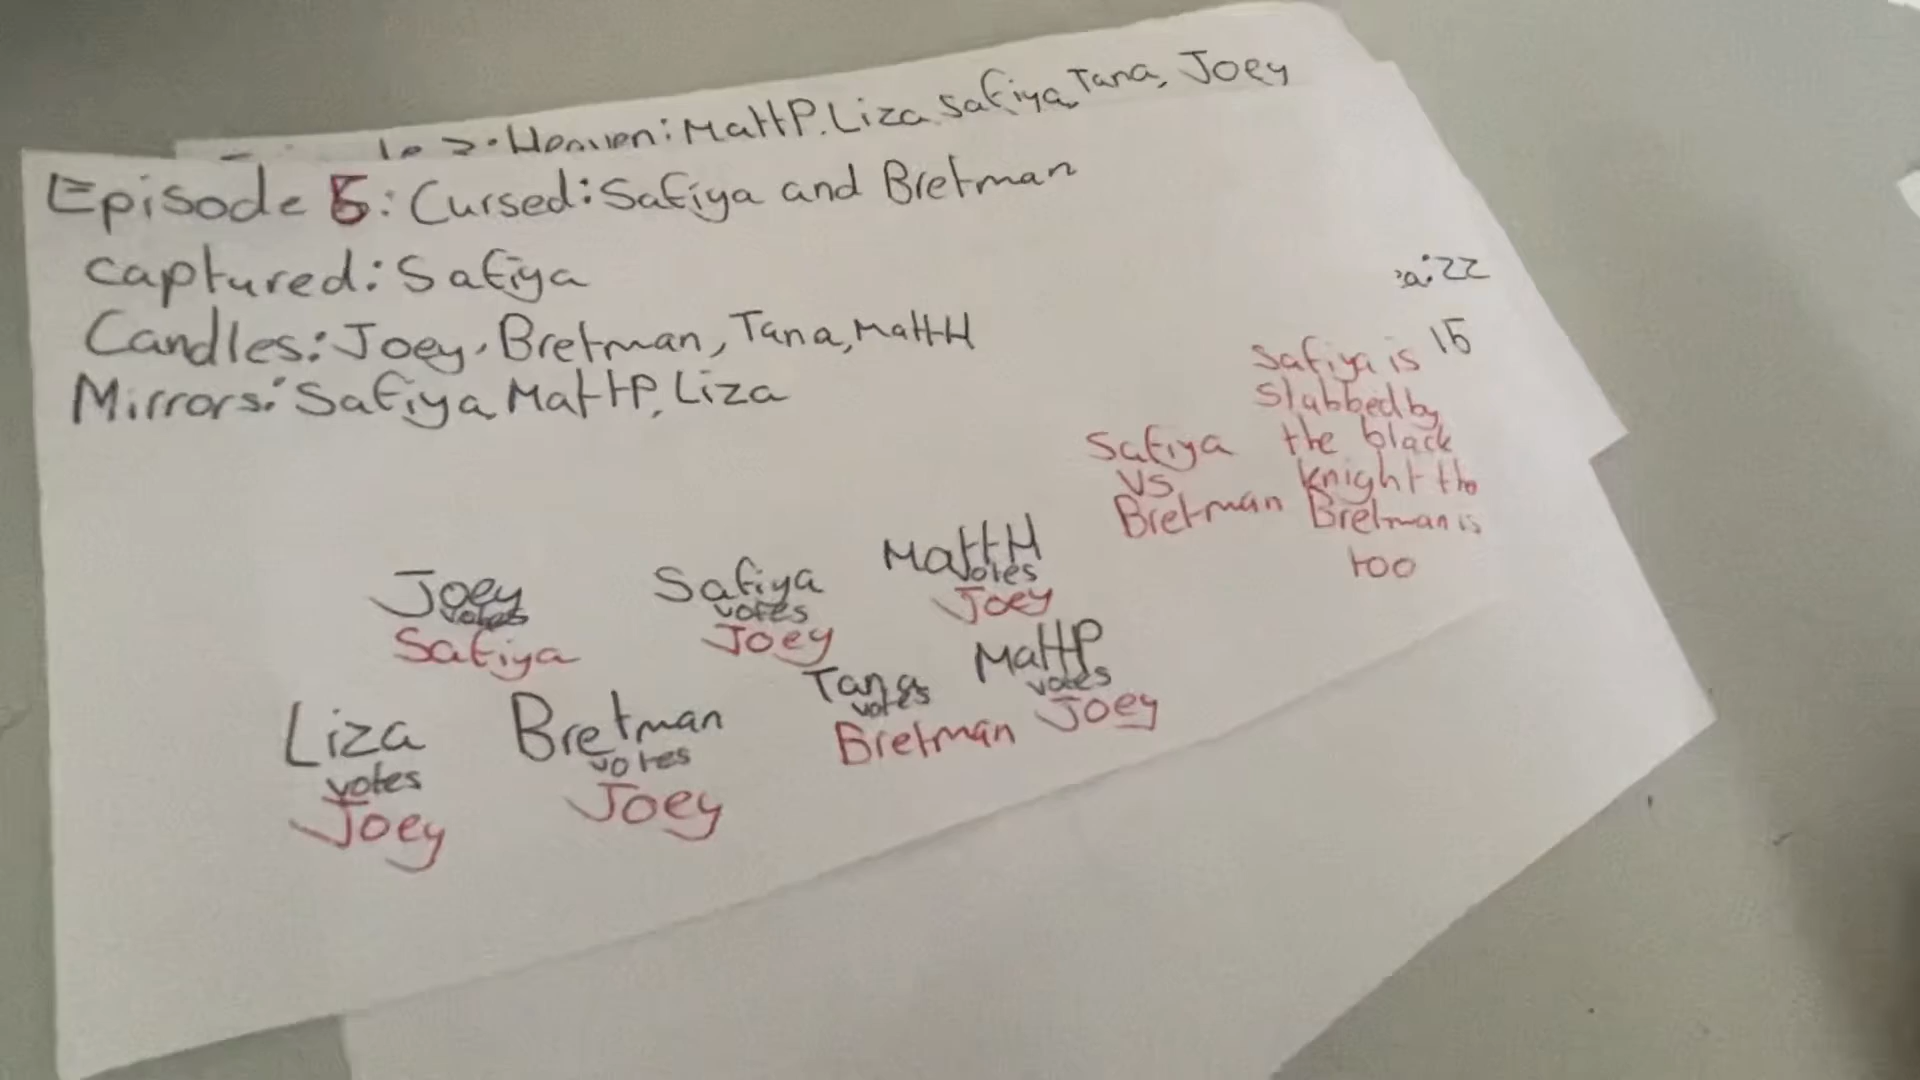 Heaven: MattP. Liza Safiya, Tana, Joey
Episode 5: Cursed: Safiya and Bretman
captured: Safiya
Candles: Joey, Bretman, Tana, MattH
Mirrors: Safiya MattP, Liza
a: 22
15
Safiya is
Stabbed by
the black
knight the
Bretman is
too
Safiya
VS
Bretman
Joey
votes
Safiya
Safiya
votes
Joey
MattH
votes
Joey
Liza
votes
Joey
Bretman
votes
Joey
Tana
votes
Bretman
MattP
votes
Joey